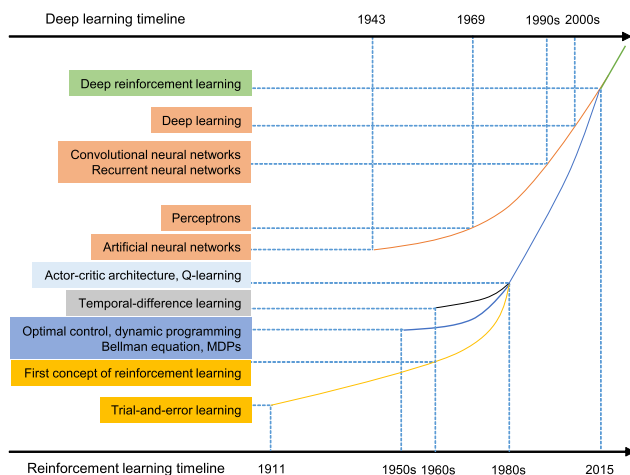 Deep learning timeline
1943
1969
1990s
2000s
Deep reinforcement learning
Deep learning
Convolutional neural networks
Recurrent neural networks
Perceptrons
Artificial neural networks
Actor-critic architecture, Q-learning
Temporal-difference learning
Optimal control, dynamic programming
Bellman equation, MDPs
First concept of reinforcement learning
Trial-and-error learning
Reinforcement learning timeline
1911
1950s
1960s
1980s
2015